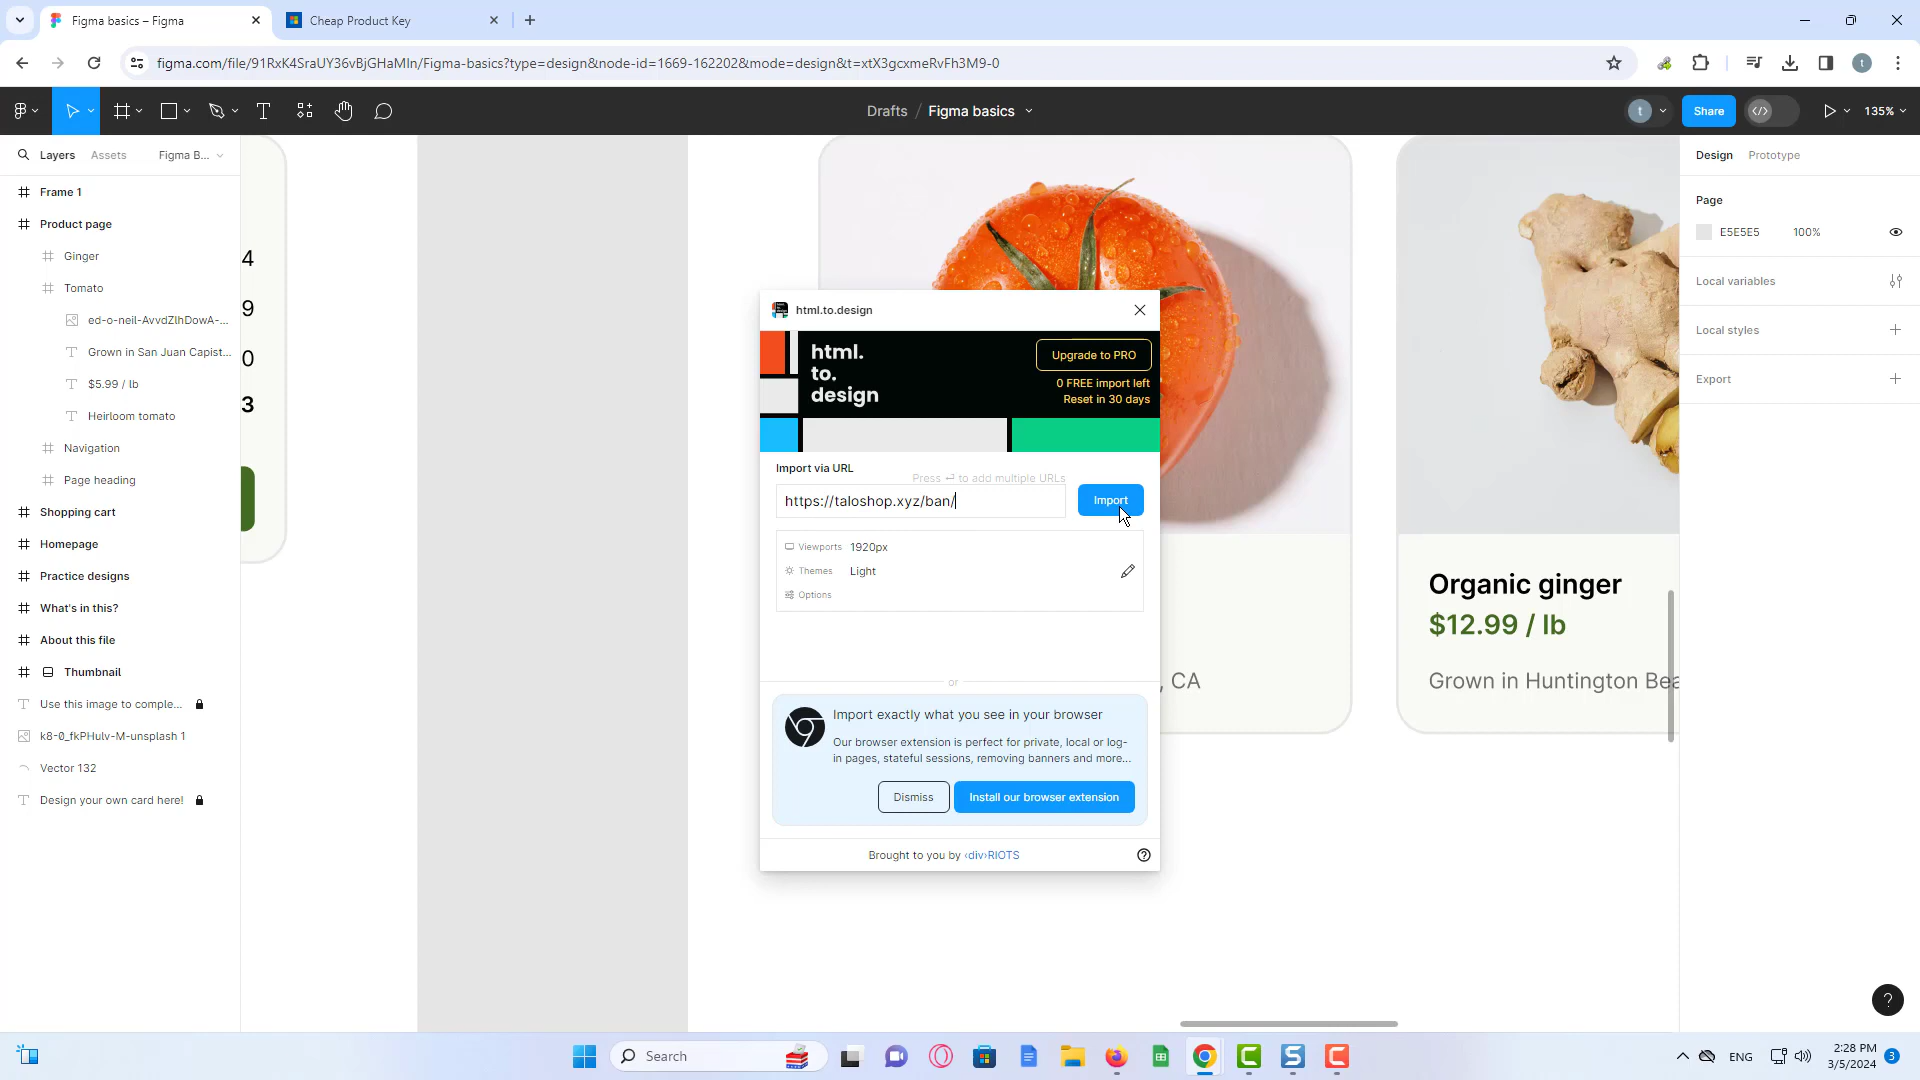 Figma basics – Figma
Cheap Product Key
figma.com/file/91RxK4SraUY36vBjGHaMIn/Figma-basics?type=design&node-id=1669-162202&mode=design&t=xtX3gcxmeRvFh3M9-0
Drafts / Figma basics
t
Share
135%
Layers
Assets
Figma B...
Frame 1
Product page
Ginger
Tomato
ed-o-neil-AvvdZlhDowA-...
Grown in San Juan Capist...
$5.99 / lb
Heirloom tomato
Navigation
Page heading
Shopping cart
Homepage
Practice designs
What's in this?
About this file
Thumbnail
Use this image to comple...
k8-0_fkPHulv-M-unsplash 1
Vector 132
Design your own card here!
4
9
0
3
html.to.design
html.
to.
design
Upgrade to PRO
0 FREE import left
Reset in 30 days
Import via URL
Press ⏎ to add multiple URLs
https://taloshop.xyz/ban/
Import
Viewports 1920px
Themes Light
Options
or
Import exactly what you see in your browser
Our browser extension is perfect for private, local or log-
in pages, stateful sessions, removing banners and more...
Dismiss
Install our browser extension
Brought to you by ‹div›RIOTS
, CA
Organic ginger
$12.99 / lb
Grown in Huntington Bea
Design
Prototype
Page
E5E5E5 100%
Local variables
Local styles
Export
?
Search
ENG
2:28 PM
3/5/2024
3